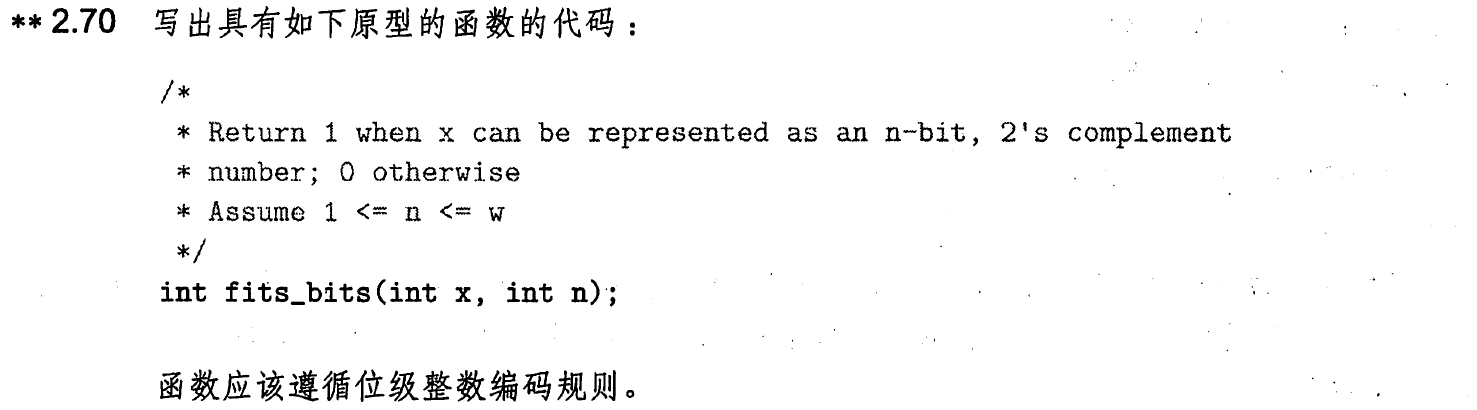 ** 2.70 写出具有如下原型的函数的代码：
/*
* Return 1 when x can be represented as an n-bit, 2's complement
* number; 0 otherwise
* Assume 1 <= n <= w
*/
int fits_bits(int x, int n);
函数应该遵循位级整数编码规则。